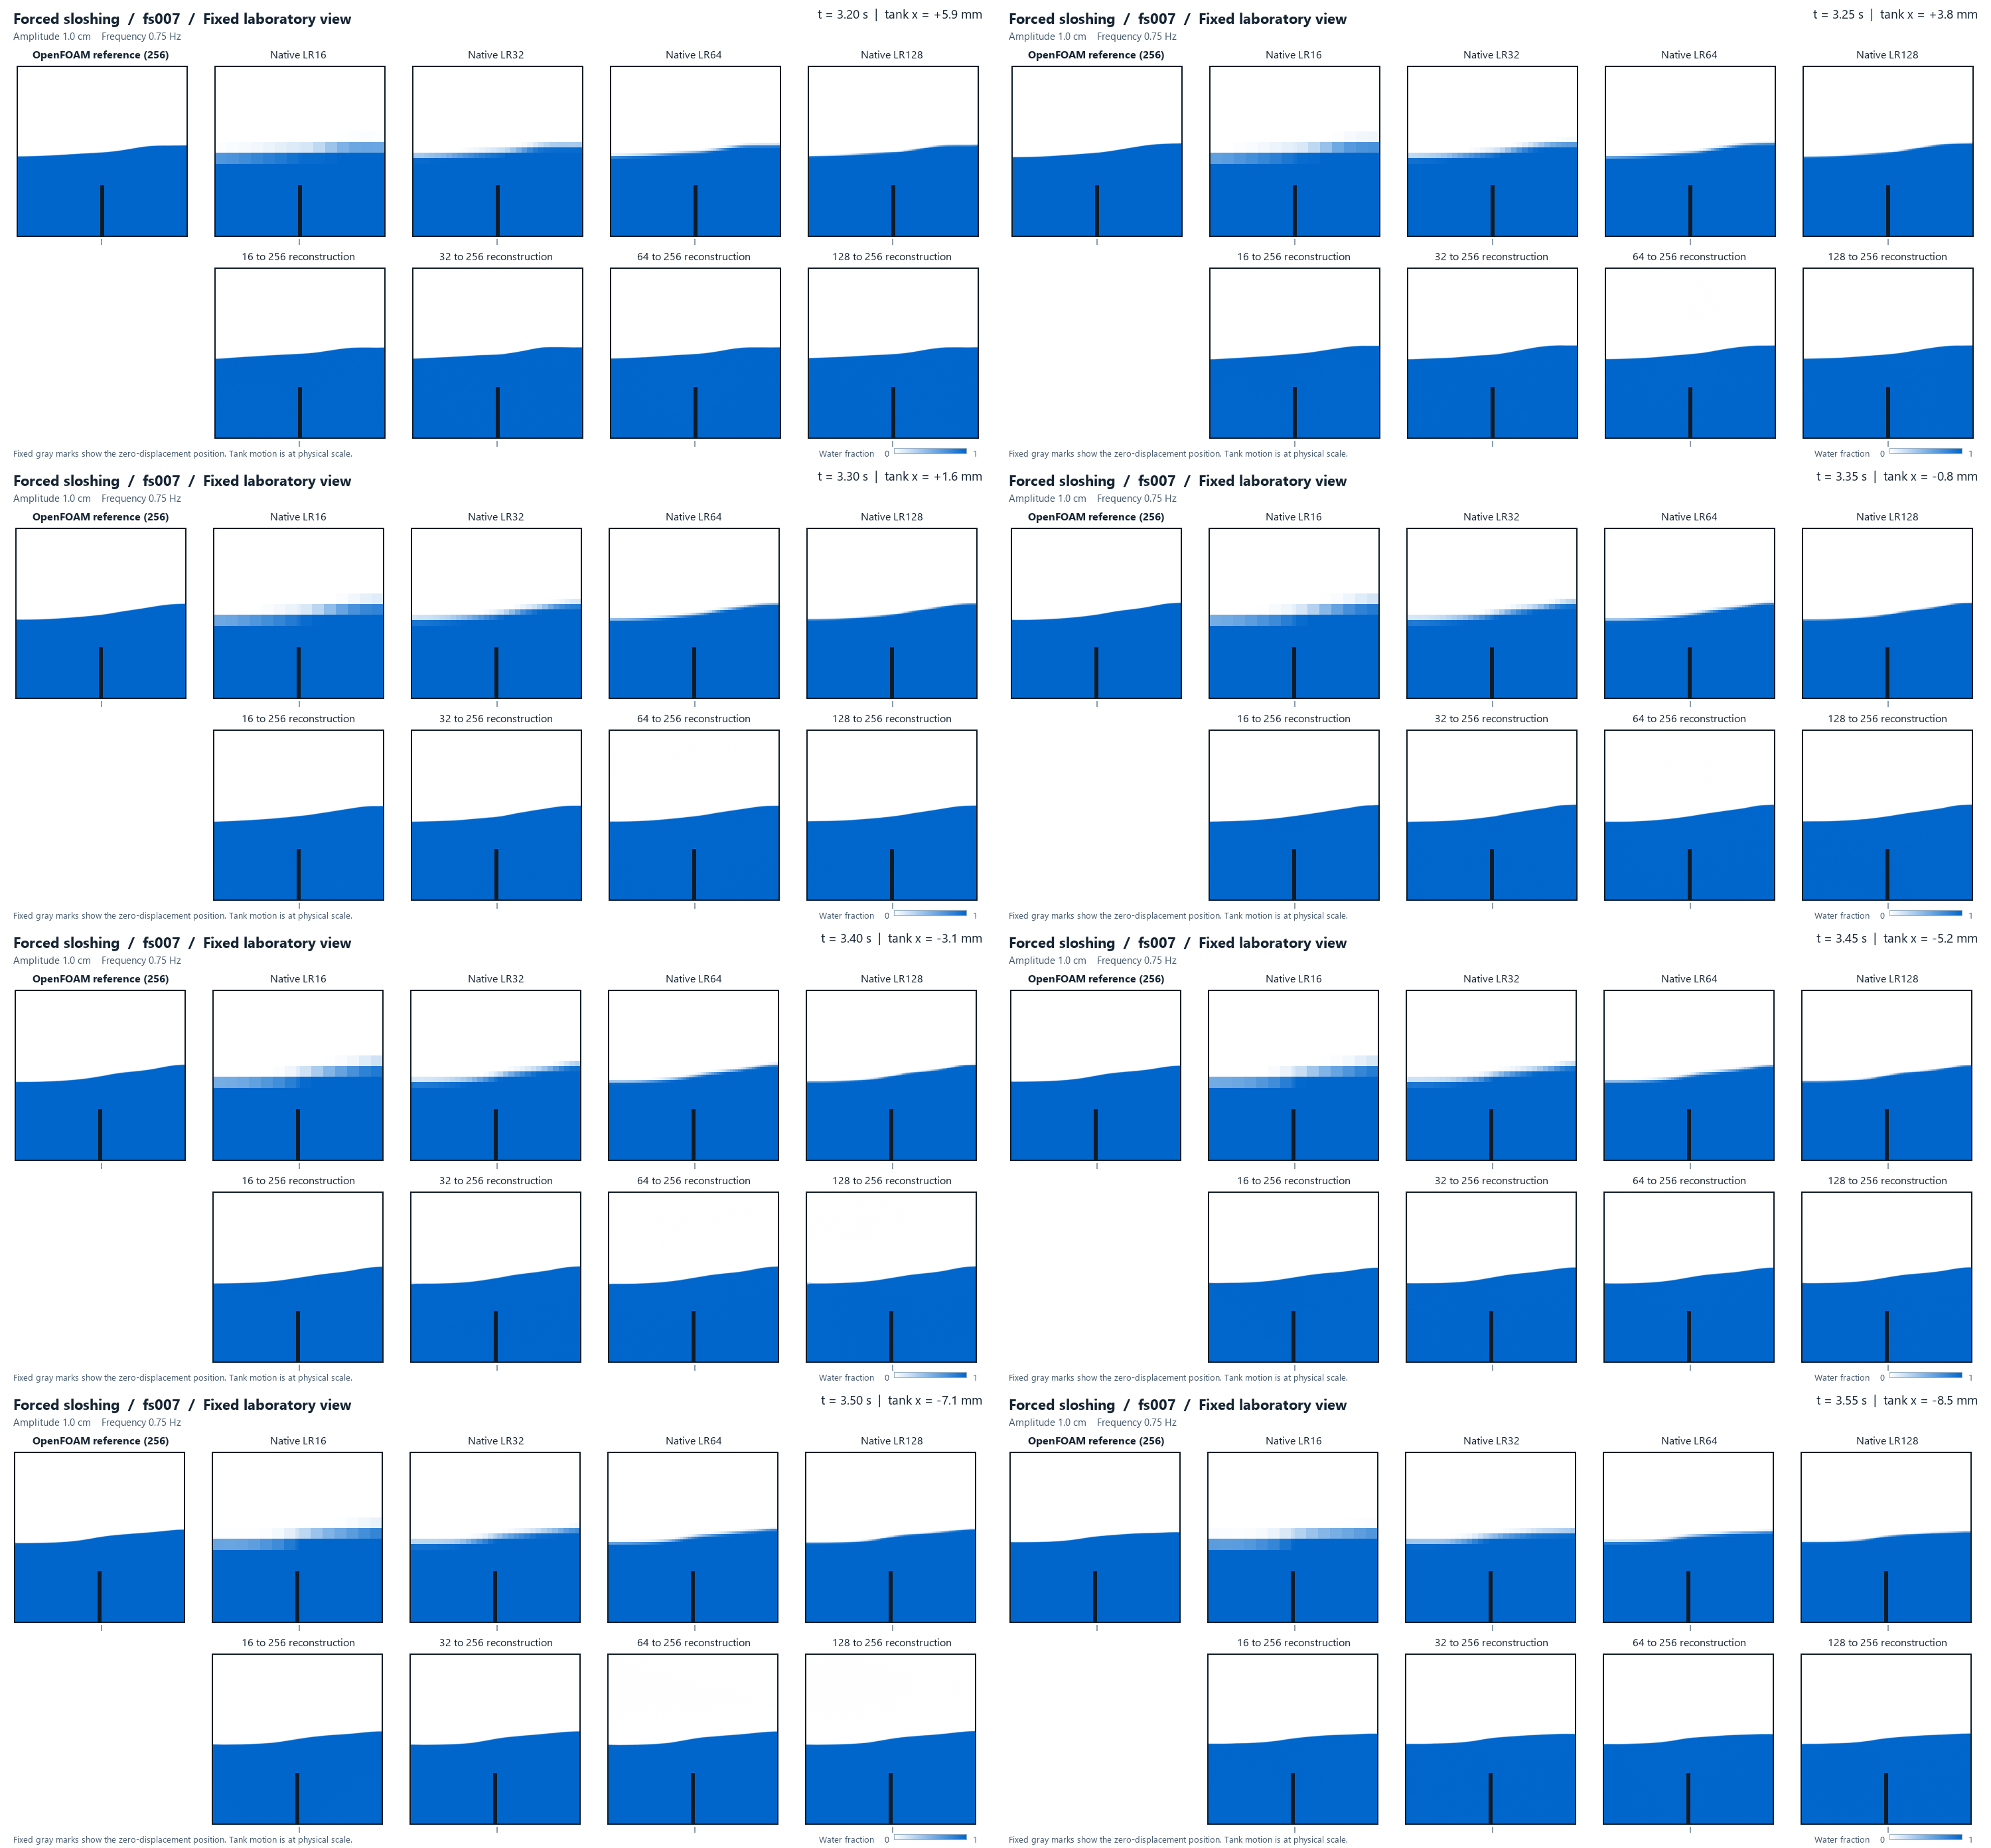 Forced sloshing / fs007 / Fixed laboratory view
t = 3.20 s | tank x = +5.9 mm
Amplitude 1.0 cm Frequency 0.75 Hz
OpenFOAM reference (256) Native LR16 Native LR32 Native LR64 Native LR128
16 to 256 reconstruction 32 to 256 reconstruction 64 to 256 reconstruction 128 to 256 reconstruction
Fixed gray marks show the zero-displacement position. Tank motion is at physical scale.
Water fraction 0 1
Forced sloshing / fs007 / Fixed laboratory view
t = 3.25 s | tank x = +3.8 mm
Amplitude 1.0 cm Frequency 0.75 Hz
OpenFOAM reference (256) Native LR16 Native LR32 Native LR64 Native LR128
16 to 256 reconstruction 32 to 256 reconstruction 64 to 256 reconstruction 128 to 256 reconstruction
Fixed gray marks show the zero-displacement position. Tank motion is at physical scale.
Water fraction 0 1
Forced sloshing / fs007 / Fixed laboratory view
t = 3.30 s | tank x = +1.6 mm
Amplitude 1.0 cm Frequency 0.75 Hz
OpenFOAM reference (256) Native LR16 Native LR32 Native LR64 Native LR128
16 to 256 reconstruction 32 to 256 reconstruction 64 to 256 reconstruction 128 to 256 reconstruction
Fixed gray marks show the zero-displacement position. Tank motion is at physical scale.
Water fraction 0 1
Forced sloshing / fs007 / Fixed laboratory view
t = 3.35 s | tank x = -0.8 mm
Amplitude 1.0 cm Frequency 0.75 Hz
OpenFOAM reference (256) Native LR16 Native LR32 Native LR64 Native LR128
16 to 256 reconstruction 32 to 256 reconstruction 64 to 256 reconstruction 128 to 256 reconstruction
Fixed gray marks show the zero-displacement position. Tank motion is at physical scale.
Water fraction 0 1
Forced sloshing / fs007 / Fixed laboratory view
t = 3.40 s | tank x = -3.1 mm
Amplitude 1.0 cm Frequency 0.75 Hz
OpenFOAM reference (256) Native LR16 Native LR32 Native LR64 Native LR128
16 to 256 reconstruction 32 to 256 reconstruction 64 to 256 reconstruction 128 to 256 reconstruction
Fixed gray marks show the zero-displacement position. Tank motion is at physical scale.
Water fraction 0 1
Forced sloshing / fs007 / Fixed laboratory view
t = 3.45 s | tank x = -5.2 mm
Amplitude 1.0 cm Frequency 0.75 Hz
OpenFOAM reference (256) Native LR16 Native LR32 Native LR64 Native LR128
16 to 256 reconstruction 32 to 256 reconstruction 64 to 256 reconstruction 128 to 256 reconstruction
Fixed gray marks show the zero-displacement position. Tank motion is at physical scale.
Water fraction 0 1
Forced sloshing / fs007 / Fixed laboratory view
t = 3.50 s | tank x = -7.1 mm
Amplitude 1.0 cm Frequency 0.75 Hz
OpenFOAM reference (256) Native LR16 Native LR32 Native LR64 Native LR128
16 to 256 reconstruction 32 to 256 reconstruction 64 to 256 reconstruction 128 to 256 reconstruction
Fixed gray marks show the zero-displacement position. Tank motion is at physical scale.
Water fraction 0 1
Forced sloshing / fs007 / Fixed laboratory view
t = 3.55 s | tank x = -8.5 mm
Amplitude 1.0 cm Frequency 0.75 Hz
OpenFOAM reference (256) Native LR16 Native LR32 Native LR64 Native LR128
16 to 256 reconstruction 32 to 256 reconstruction 64 to 256 reconstruction 128 to 256 reconstruction
Fixed gray marks show the zero-displacement position. Tank motion is at physical scale.
Water fraction 0 1